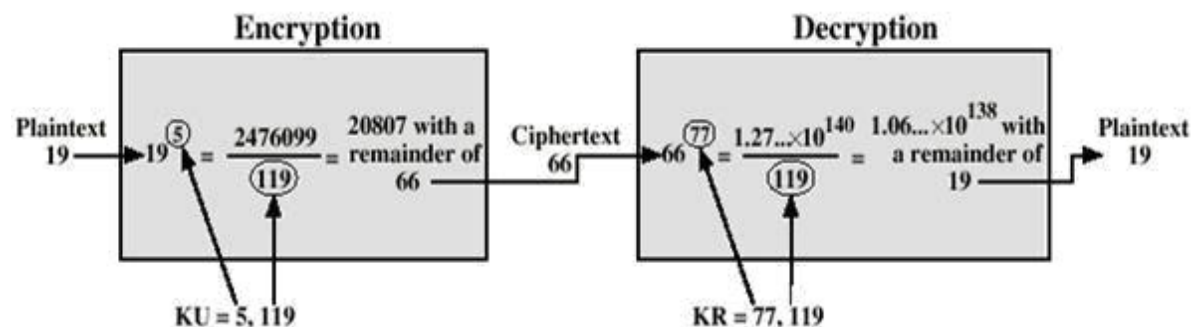 Encryption
Decryption
Plaintext
19
19^5 = 2476099 / 119 = 20807 with a
remainder of
66
Ciphertext
66
66^77 = 1.27...×10^140 / 119 = 1.06...×10^138 with
a remainder of
19
Plaintext
19
KU = 5, 119
KR = 77, 119